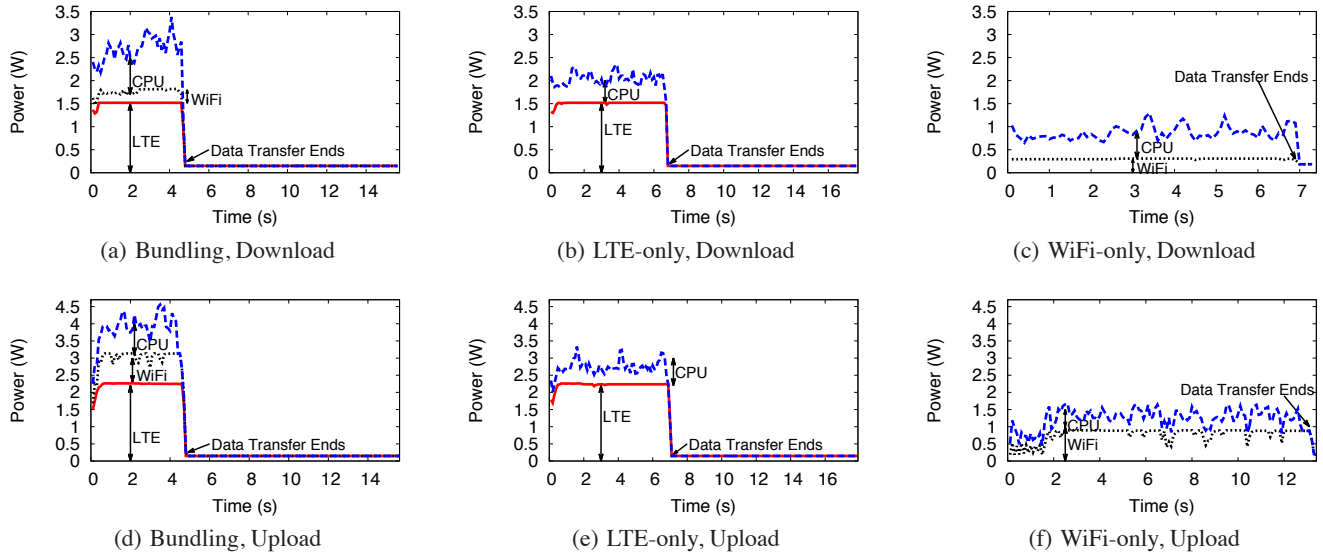 3.5
3
2.5
2
1.5
1
0.5
0
Power (W)
CPU
WiFi
LTE
Data Transfer Ends
0 2 4 6 8 10 12 14
Time (s)
(a) Bundling, Download
3.5
3
2.5
2
1.5
1
0.5
0
Power (W)
CPU
LTE
Data Transfer Ends
0 2 4 6 8 10 12 14 16
Time (s)
(b) LTE-only, Download
3.5
3
2.5
2
1.5
1
0.5
0
Power (W)
Data Transfer Ends
CPU
WiFi
0 1 2 3 4 5 6 7
Time (s)
(c) WiFi-only, Download
4.5
4
3.5
3
2.5
2
1.5
1
0.5
0
Power (W)
CPU
WiFi
LTE
Data Transfer Ends
0 2 4 6 8 10 12 14
Time (s)
(d) Bundling, Upload
4.5
4
3.5
3
2.5
2
1.5
1
0.5
0
Power (W)
CPU
LTE
Data Transfer Ends
0 2 4 6 8 10 12 14 16
Time (s)
(e) LTE-only, Upload
4.5
4
3.5
3
2.5
2
1.5
1
0.5
0
Power (W)
Data Transfer Ends
CPU
WiFi
0 2 4 6 8 10 12
Time (s)
(f) WiFi-only, Upload